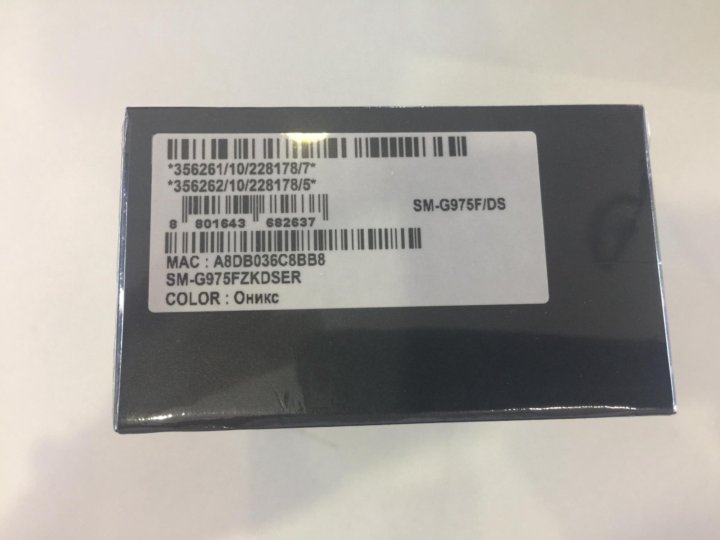 *356261/10/228178/7*
*356262/10/228178/5*
SM-G975F/DS
8 801643 682637
MAC : A8DB036C8BB8
SM-G975FZKDSER
COLOR : Оникс